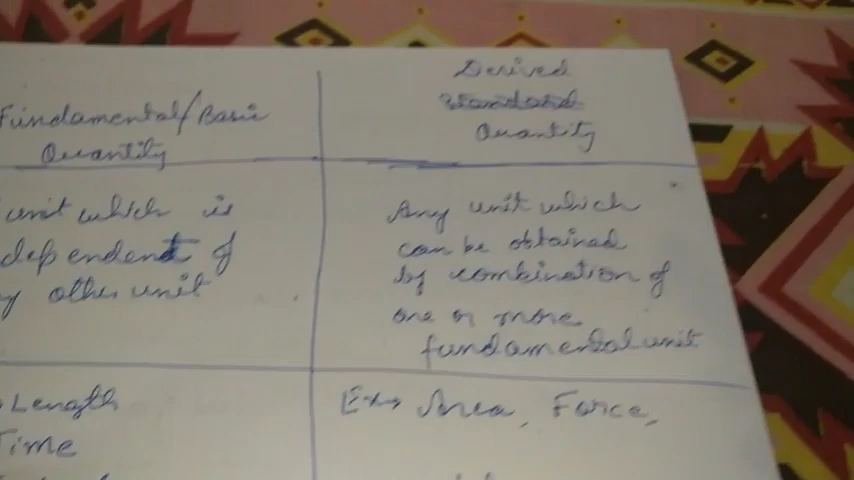 Fundamental/Basic
Quantity
Derived
Standard
Quantity
unit which is
dependent of
other unit
Any unit which
can be obtained
by combination of
one or more
fundamental unit
Length
Time
Ex→ Area, Force,